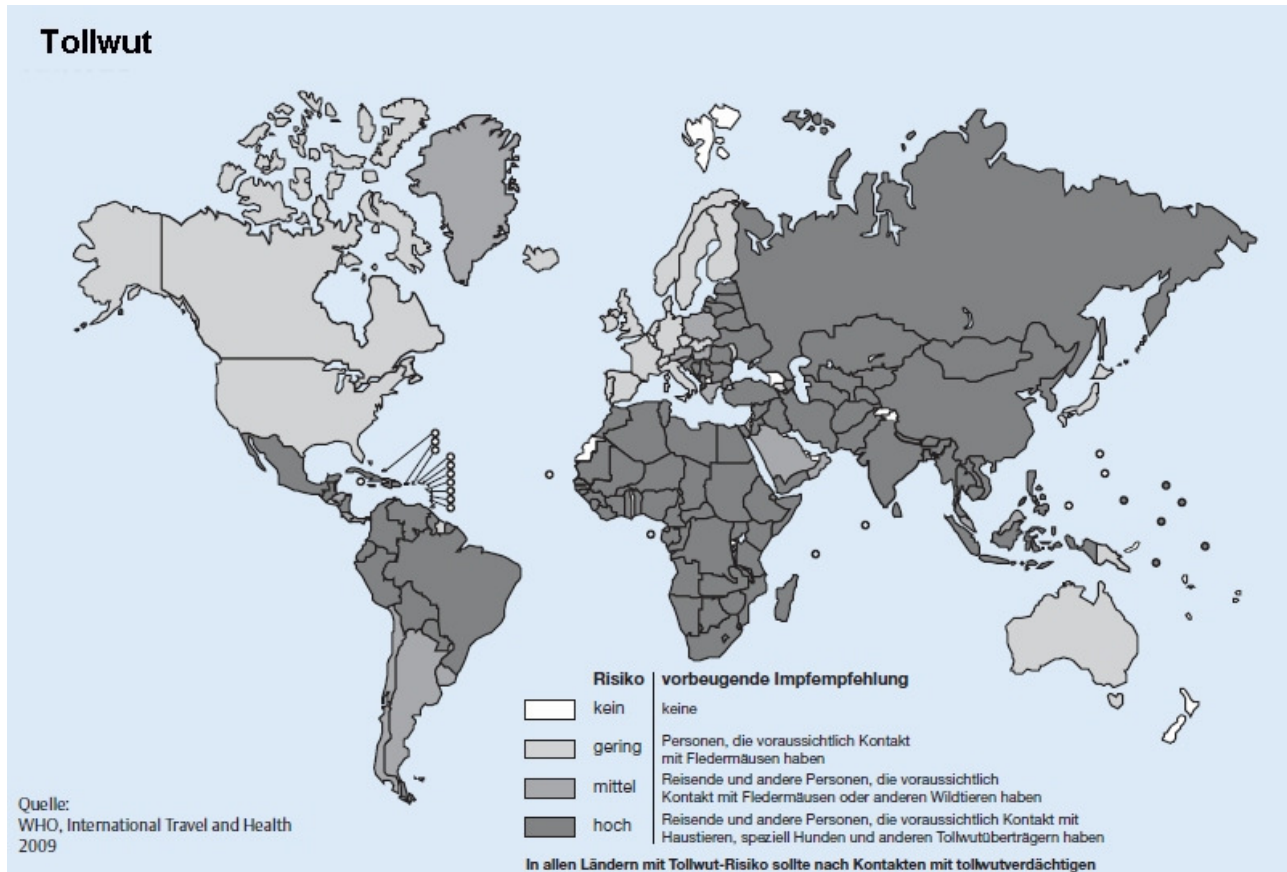 Tollwut
Risiko vorbeugende Impfempfehlung
kein keine
gering Personen, die voraussichtlich Kontakt
mit Fledermäusen haben
mittel Reisende und andere Personen, die voraussichtlich
Kontakt mit Fledermäusen oder anderen Wildtieren haben
hoch Reisende und andere Personen, die voraussichtlich Kontakt mit
Haustieren, speziell Hunden und anderen Tollwutüberträgern haben
In allen Ländern mit Tollwut-Risiko sollte nach Kontakten mit tollwutverdächtigen
Quelle:
WHO, International Travel and Health
2009